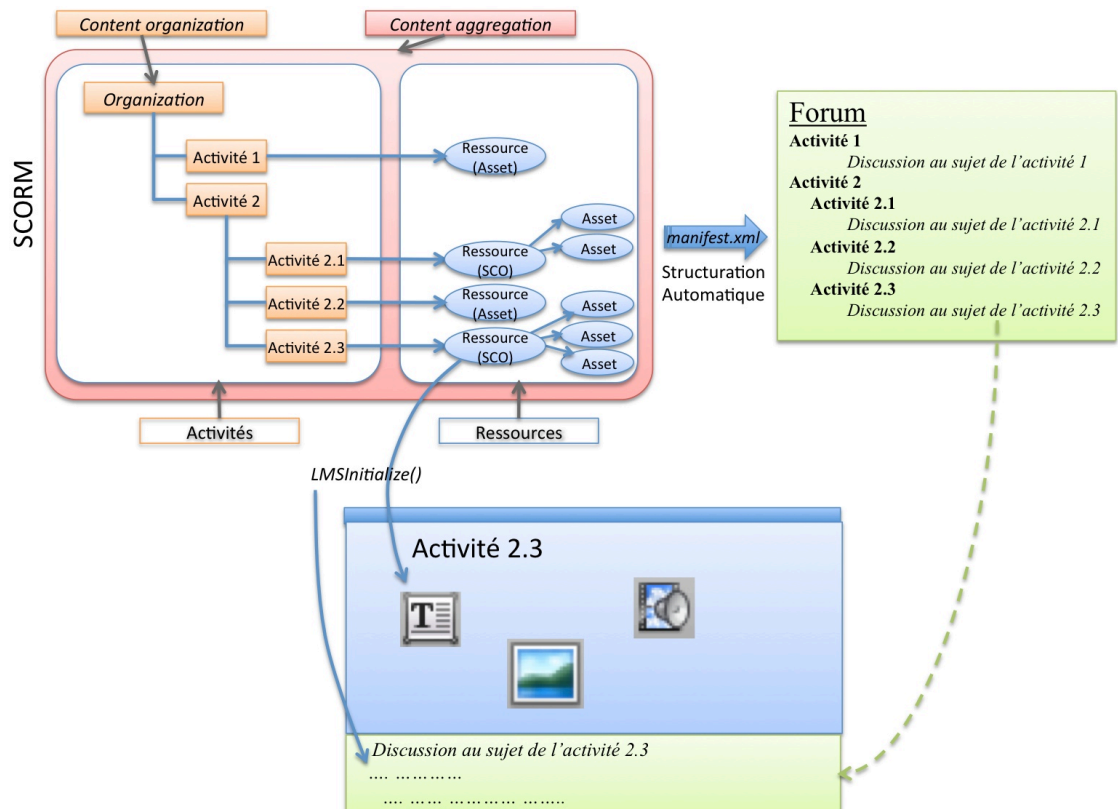 Content organization
Content aggregation
SCORM
Organization
Activité 1
Activité 2
Activité 2.1
Activité 2.2
Activité 2.3
Ressource
(Asset)
Ressource
(SCO)
Ressource
(Asset)
Ressource
(SCO)
Asset
Asset
Asset
Asset
Asset
Activités
Ressources
manifest.xml
Structuration
Automatique
Forum
Activité 1
Discussion au sujet de l’activité 1
Activité 2
Activité 2.1
Discussion au sujet de l’activité 2.1
Activité 2.2
Discussion au sujet de l’activité 2.2
Activité 2.3
Discussion au sujet de l’activité 2.3
LMSInitialize()
Activité 2.3
T
Discussion au sujet de l’activité 2.3
.... …………
.... …… ………… ……..